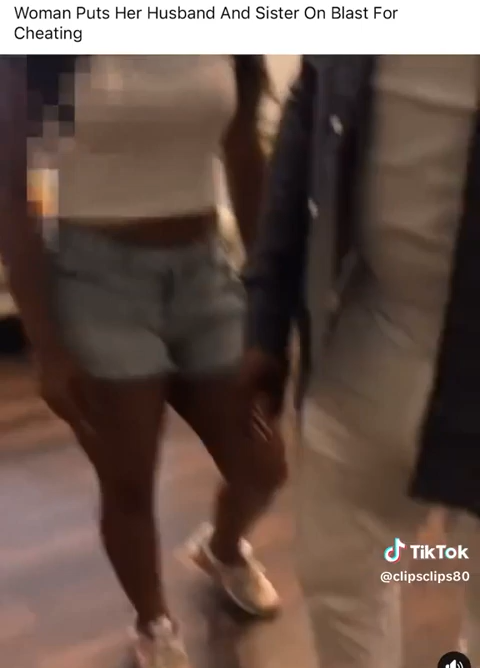 Woman Puts Her Husband And Sister On Blast For
Cheating
TikTok
@clipsclips80